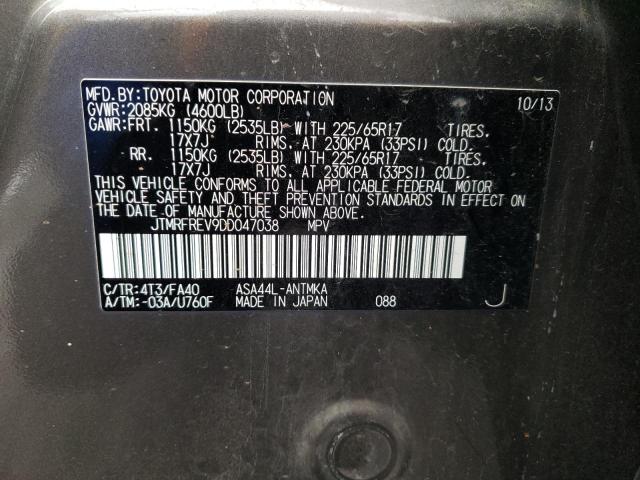 MFD.BY:TOYOTA MOTOR CORPORATION 10/13
GVWR:2085KG (4600LB)
GAWR:FRT. 1150KG (2535LB) WITH 225/65R17 TIRES.
17X7J RIMS. AT 230KPA (33PSI) COLD.
RR. 1150KG (2535LB) WITH 225/65R17 TIRES.
17X7J RIMS. AT 230KPA (33PSI) COLD.
THIS VEHICLE CONFORMS TO ALL APPLICABLE FEDERAL MOTOR
VEHICLE SAFETY AND THEFT PREVENTION STANDARDS IN EFFECT ON
THE DATE OF MANUFACTURE SHOWN ABOVE.
JTMRFREV9DD047038 MPV
C/TR:4T3/FA40 ASA44L-ANTMKA
A/TM:-03A/U760F MADE IN JAPAN 088 J